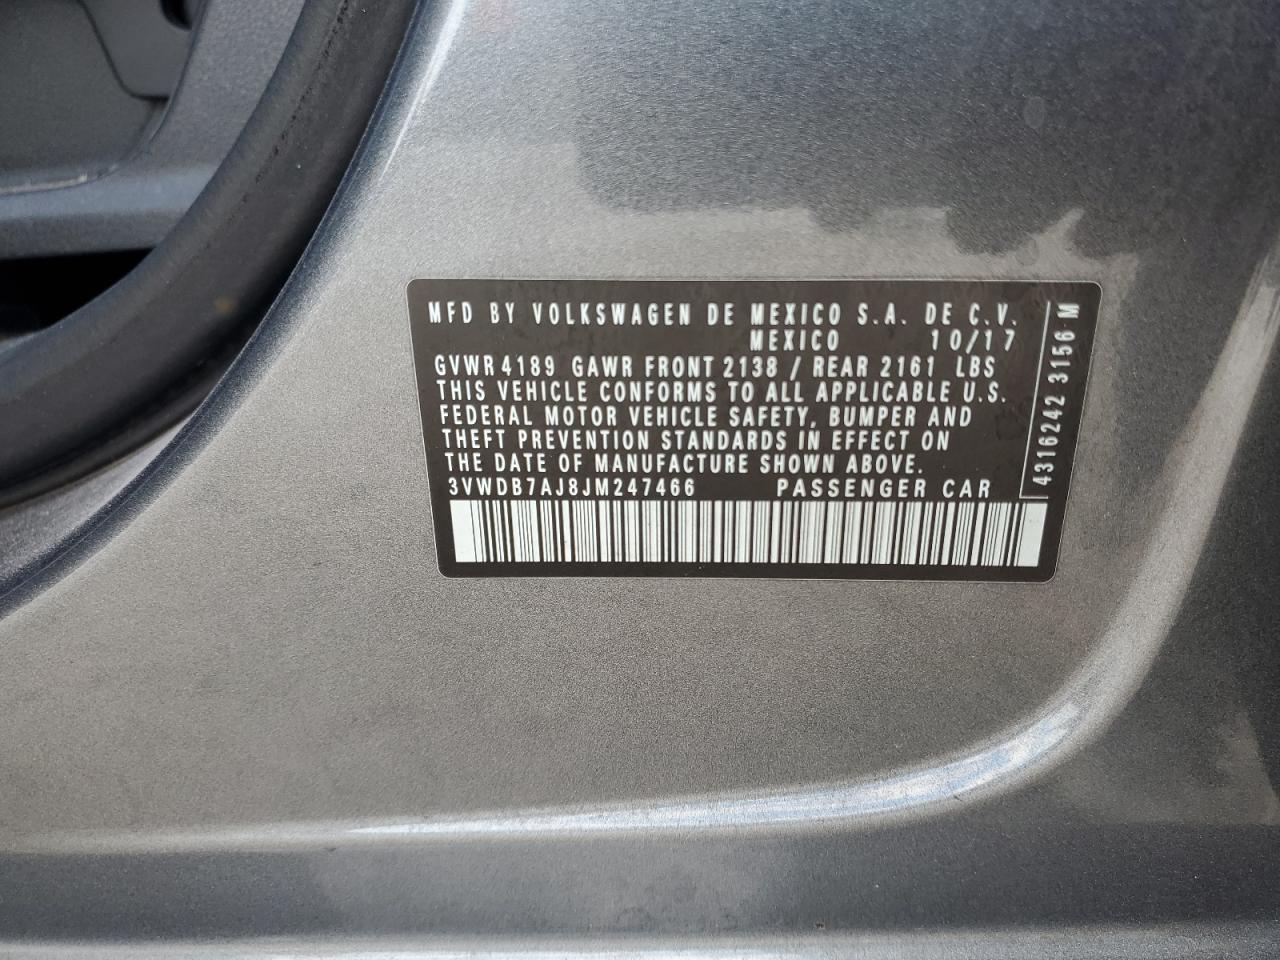 MFD BY VOLKSWAGEN DE MEXICO S.A. DE C.V.
MEXICO 10/17
GVWR 4189 GAWR FRONT 2138 / REAR 2161 LBS
THIS VEHICLE CONFORMS TO ALL APPLICABLE U.S.
FEDERAL MOTOR VEHICLE SAFETY, BUMPER AND
THEFT PREVENTION STANDARDS IN EFFECT ON
THE DATE OF MANUFACTURE SHOWN ABOVE.
3VWDB7AJ8JM247466 PASSENGER CAR
4316242 3156 M